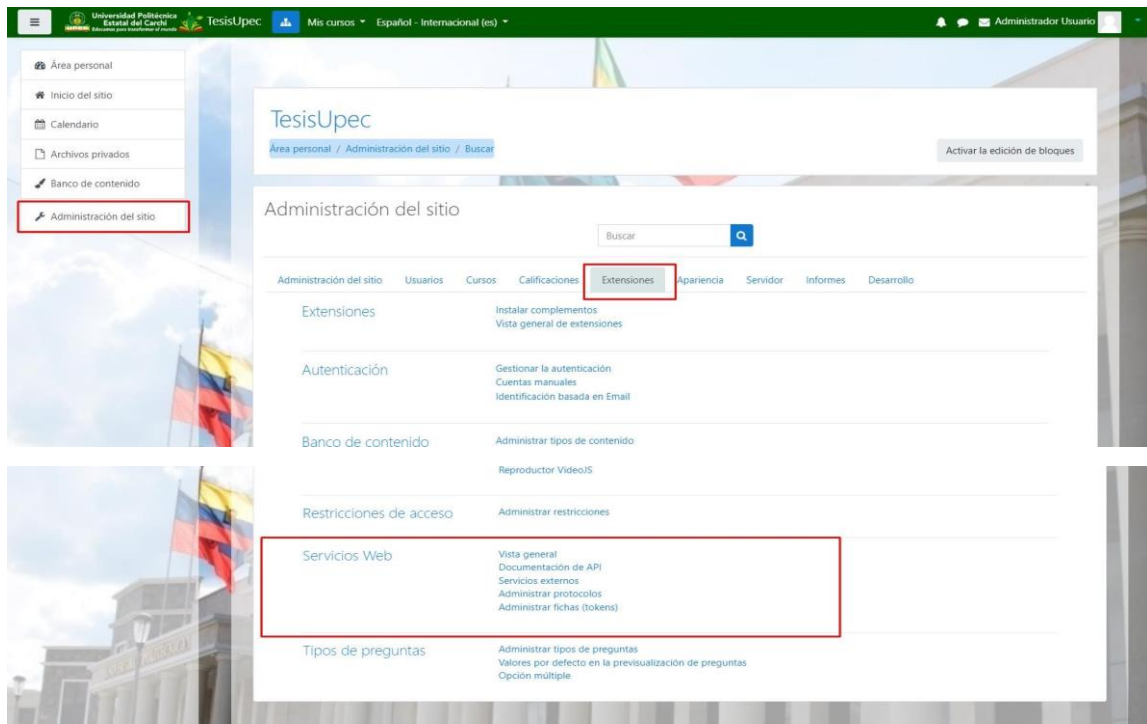 Universidad Politécnica
Estatal del Carchi
Educamos para transformar el mundo
TesisUpec
Mis cursos
Español - Internacional (es)
Administrador Usuario
Área personal
Inicio del sitio
Calendario
Archivos privados
Banco de contenido
Administración del sitio
TesisUpec
Área personal / Administración del sitio / Buscar
Activar la edición de bloques
Administración del sitio
Buscar
Administración del sitio Usuarios Cursos Calificaciones Extensiones Apariencia Servidor Informes Desarrollo
Extensiones
Instalar complementos
Vista general de extensiones
Autenticación
Gestionar la autenticación
Cuentas manuales
Identificación basada en Email
Banco de contenido
Administrar tipos de contenido
Reproductor VideoJS
Restricciones de acceso
Administrar restricciones
Servicios Web
Vista general
Documentación de API
Servicios externos
Administrar protocolos
Administrar fichas (tokens)
Tipos de preguntas
Administrar tipos de preguntas
Valores por defecto en la previsualización de preguntas
Opción múltiple